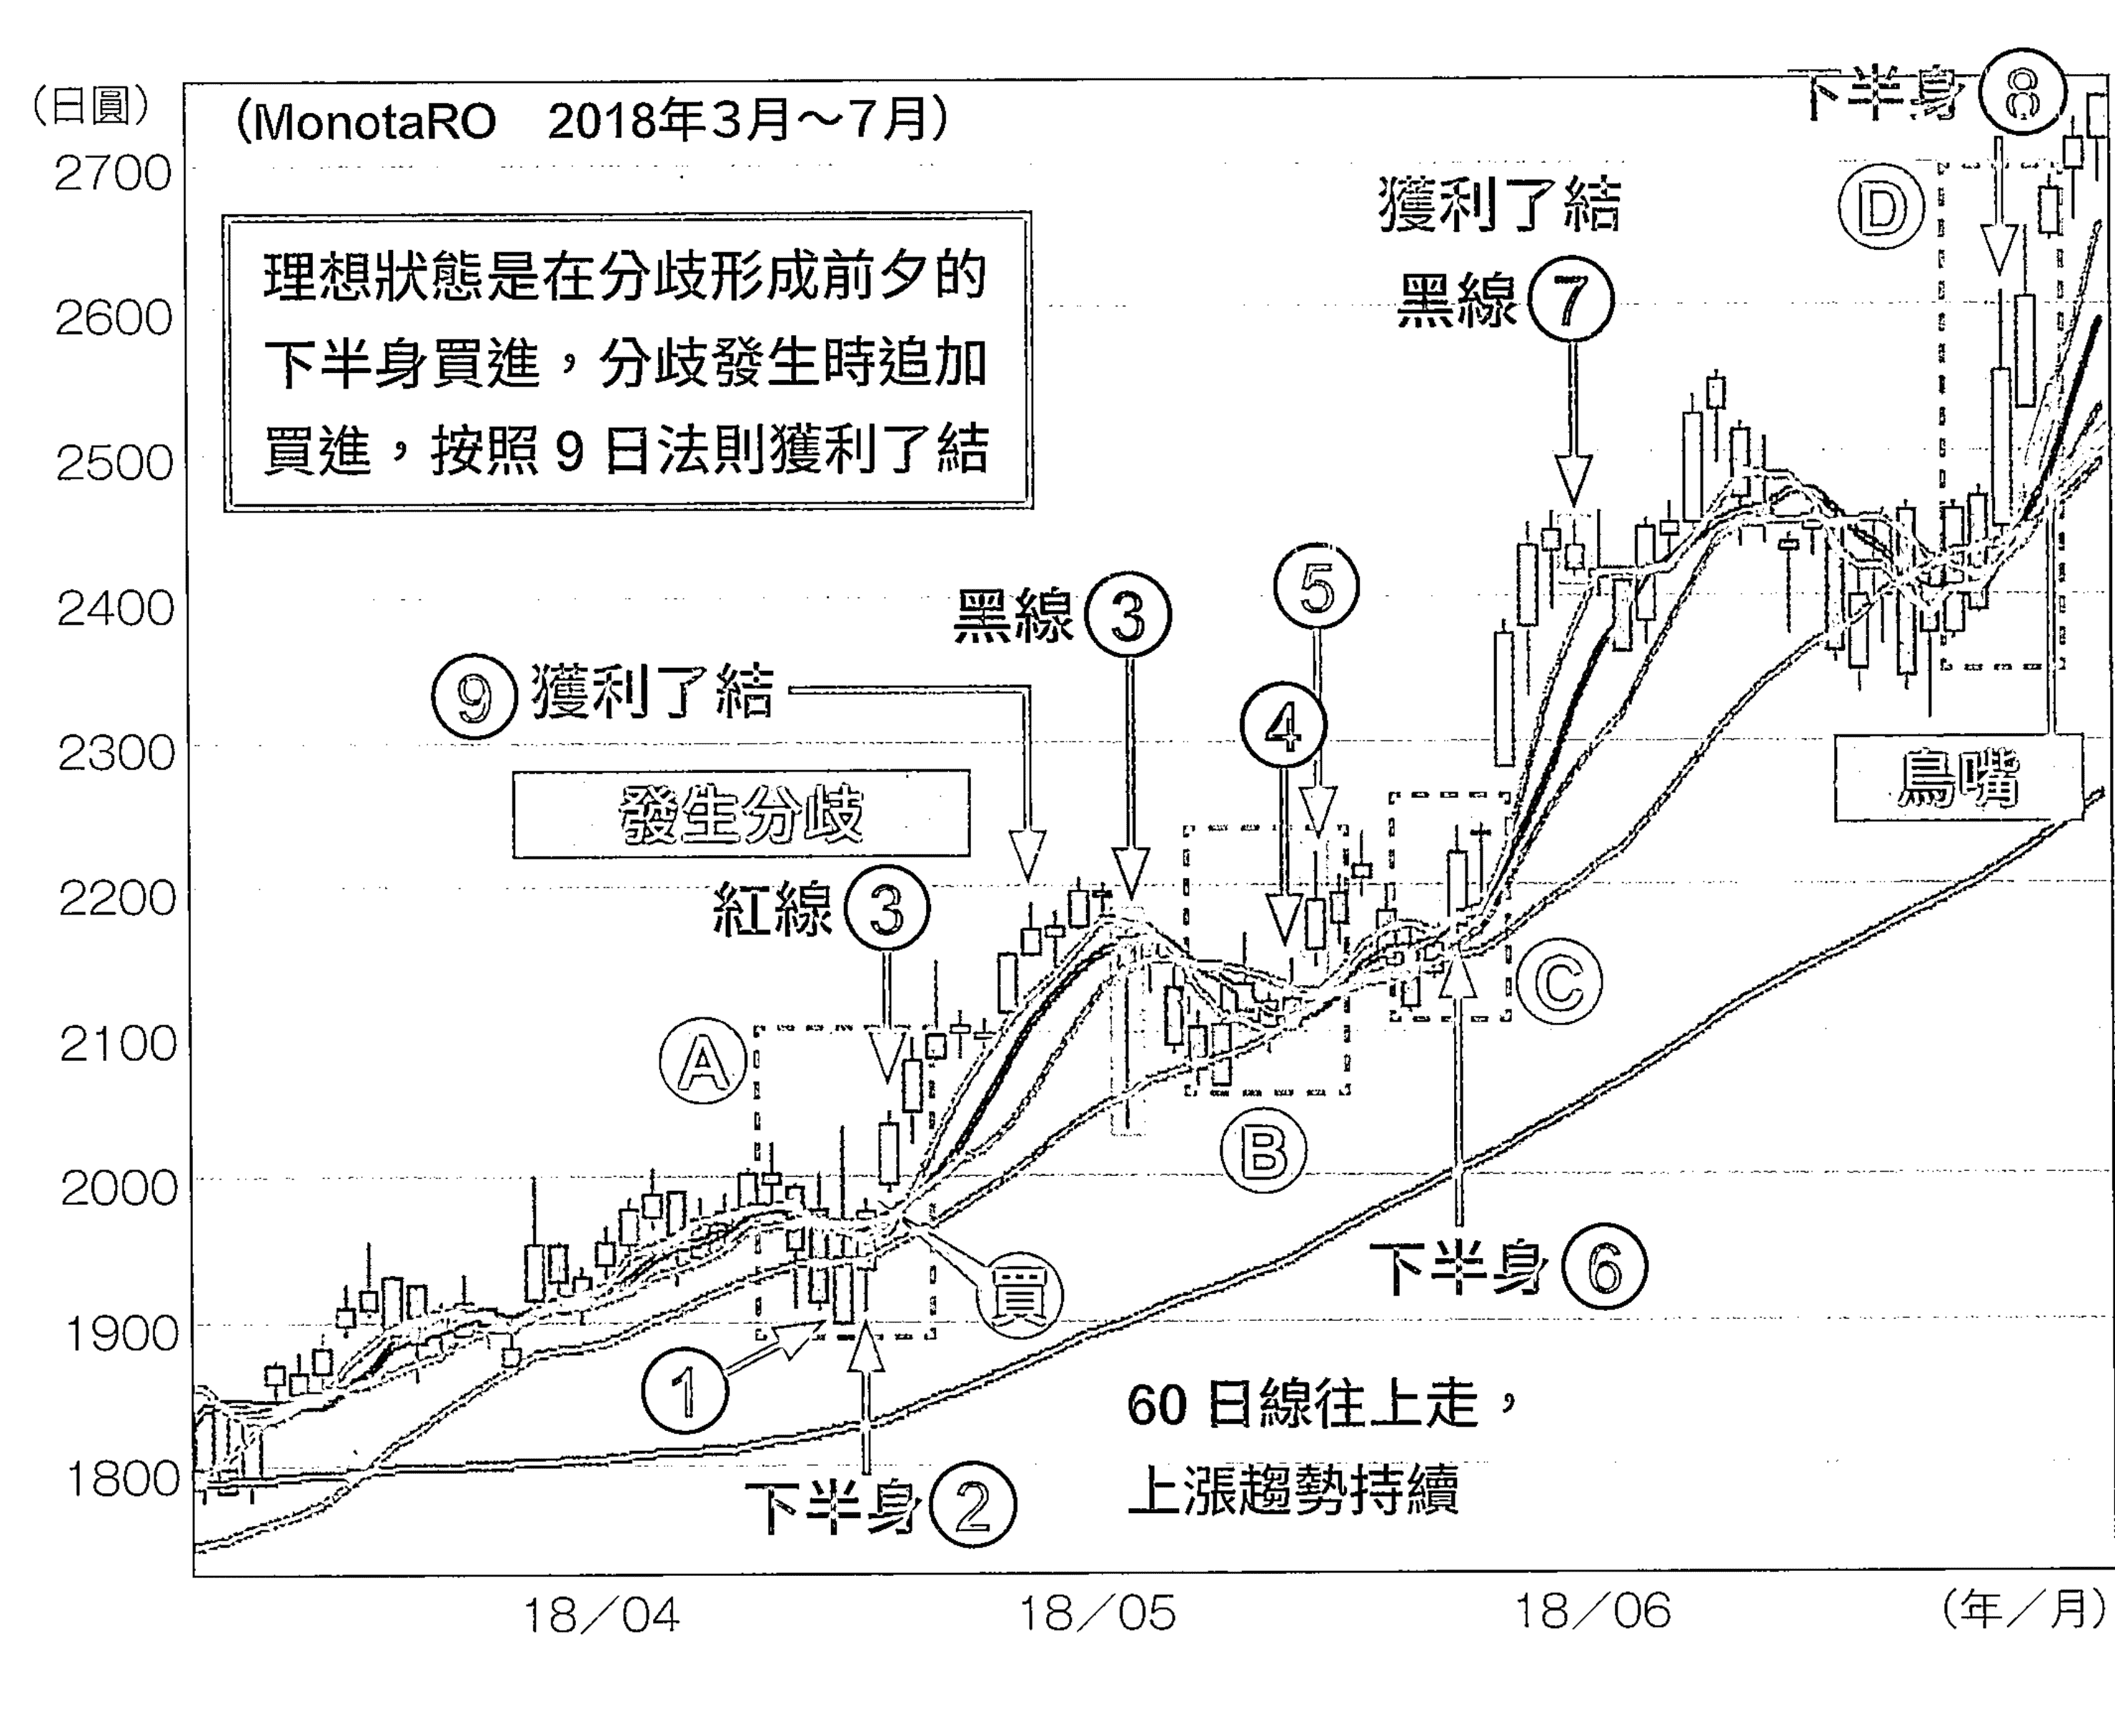 （日圓）
（MonotaRO　2018年3月～7月）
下半身⑧
2700
理想狀態是在分歧形成前夕的
下半身買進，分歧發生時追加
買進，按照 9 日法則獲利了結
獲利了結
黑線⑦
Ⓓ
2600
2500
2400
黑線③
⑤
⑨獲利了結
④
2300
發生分歧
鳥嘴
2200
紅線③
Ⓒ
2100
Ⓐ
Ⓑ
2000
買
下半身⑥
1900
①
60 日線往上走，
上漲趨勢持續
1800
下半身②
18／04
18／05
18／06
（年／月）